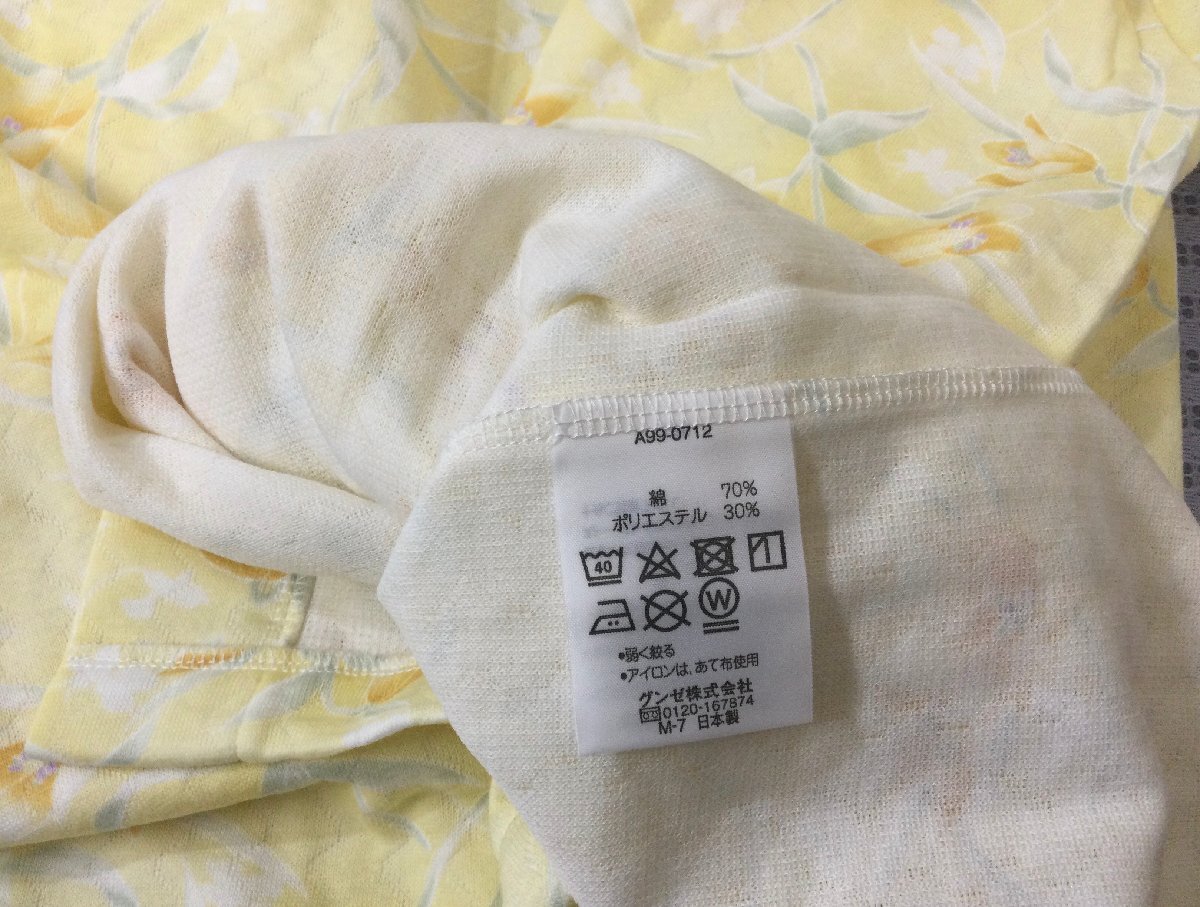 A99-0712
綿 70%
ポリエステル 30%
40
W
•弱く絞る
•アイロンは、あて布使用
グンゼ株式会社
0120-167874
M-7 日本製